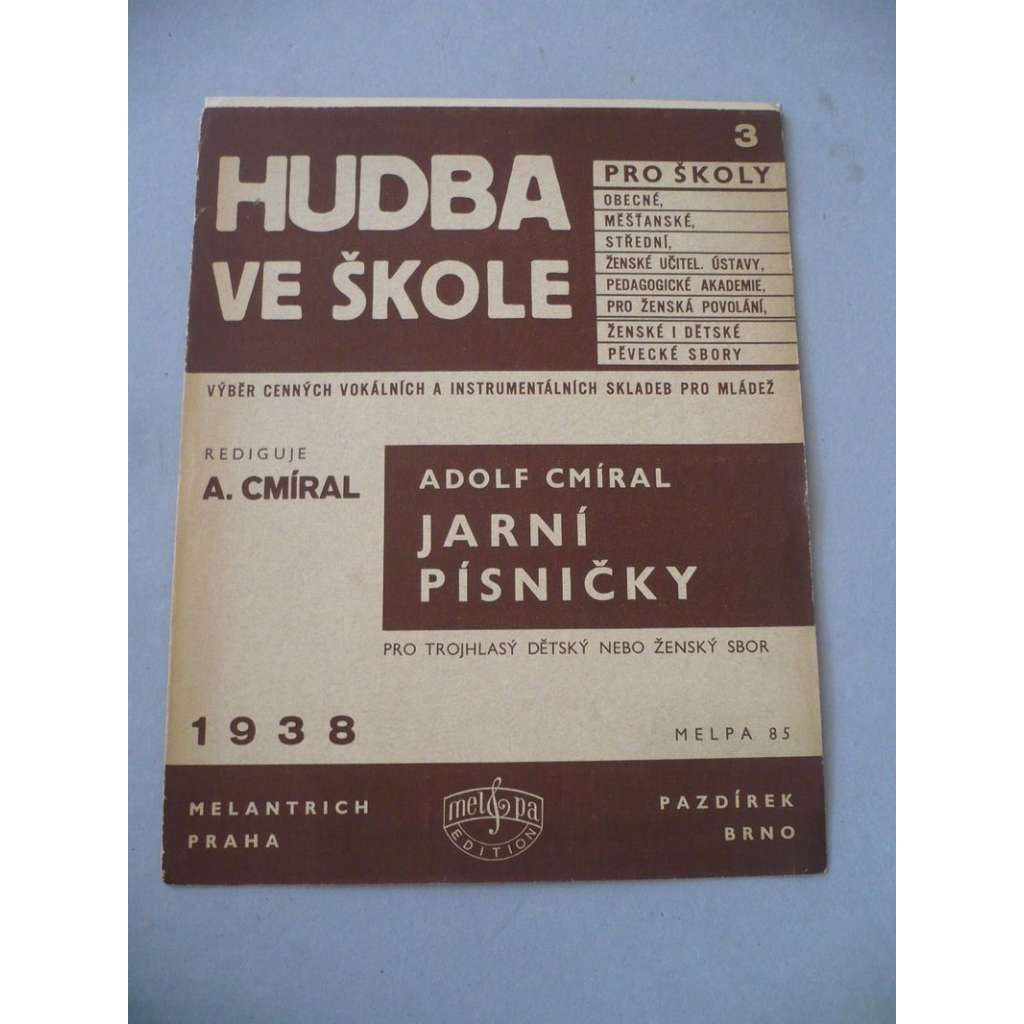 3
HUDBA
VE ŠKOLE
PRO ŠKOLY
OBECNÉ,
MĚŠŤANSKÉ,
STŘEDNÍ,
ŽENSKÉ UČITEL. ÚSTAVY,
PEDAGOGICKÉ AKADEMIE,
PRO ŽENSKÁ POVOLÁNÍ,
ŽENSKÉ I DĚTSKÉ
PĚVECKÉ SBORY
VÝBĚR CENNÝCH VOKÁLNÍCH A INSTRUMENTÁLNÍCH SKLADEB PRO MLÁDEŽ
REDIGUJE
A. CMÍRAL
ADOLF CMÍRAL
JARNÍ
PÍSNIČKY
PRO TROJHLASÝ DĚTSKÝ NEBO ŽENSKÝ SBOR
1938
MELPA 85
MELANTRICH
PRAHA
mel pa
EDITION
PAZDÍREK
BRNO